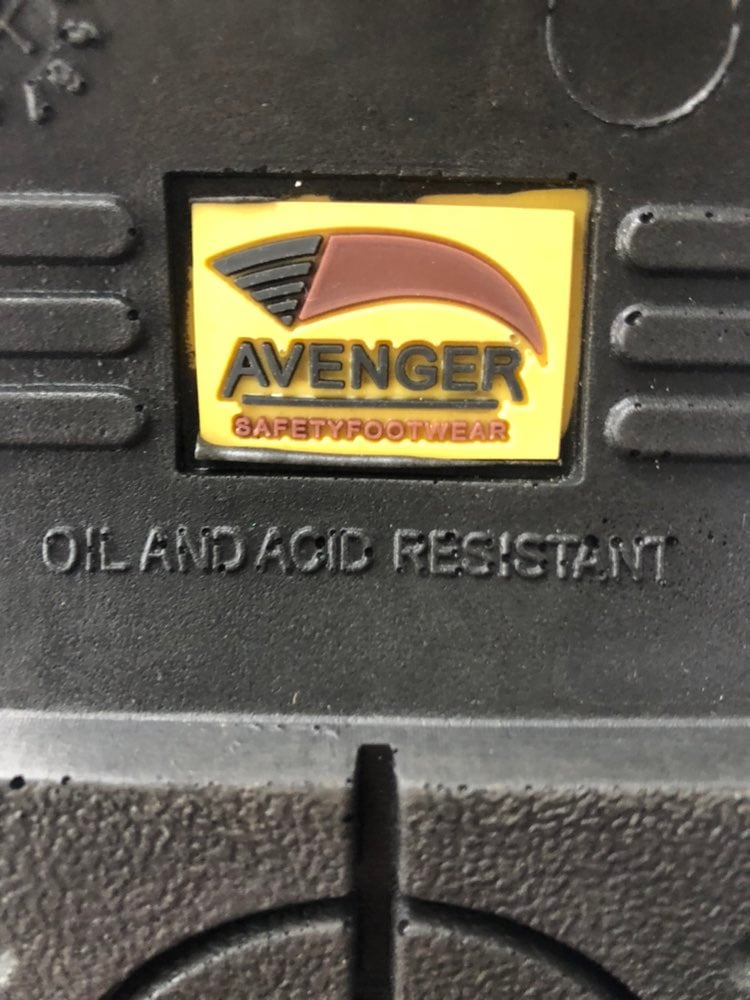 AVENGER
SAFETYFOOTWEAR
OIL AND ACID RESISTANT